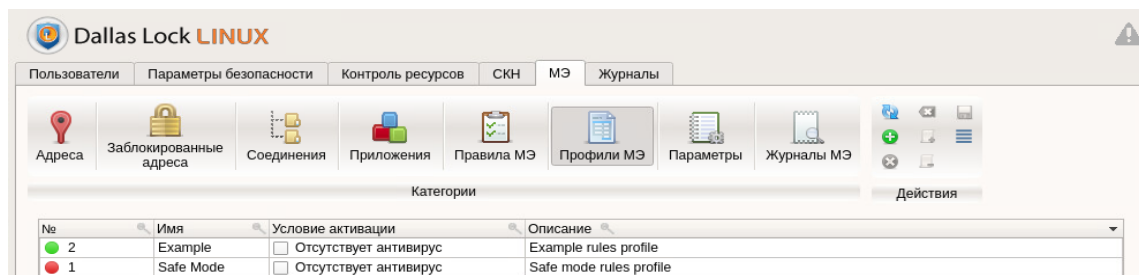 Dallas Lock LINUX
Пользователи Параметры безопасности Контроль ресурсов СКН МЭ Журналы
Адреса Заблокированные адреса Соединения Приложения Правила МЭ Профили МЭ Параметры Журналы МЭ
Категории Действия
№ Имя Условие активации Описание
2 Example Отсутствует антивирус Example rules profile
1 Safe Mode Отсутствует антивирус Safe mode rules profile